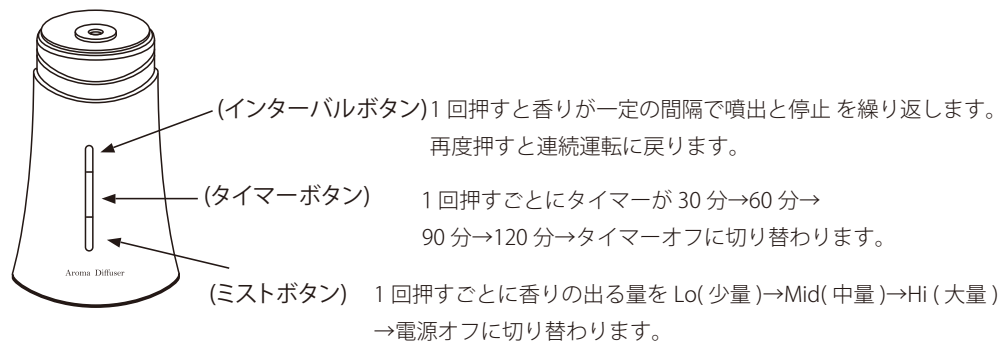 (インターバルボタン)1 回押すと香りが一定の間隔で噴出と停止 を繰り返します。
再度押すと連続運転に戻ります。
(タイマーボタン) 1 回押すごとにタイマーが 30 分→60 分→
90 分→120 分→タイマーオフに切り替わります。
Aroma Diffuser
(ミストボタン) 1 回押すごとに香りの出る量を Lo( 少量 )→Mid( 中量 )→Hi ( 大量 )
→電源オフに切り替わります。